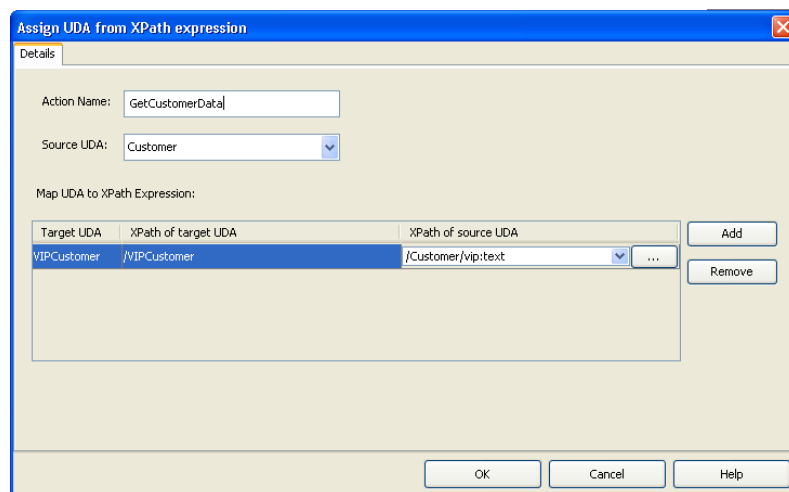 Assign UDA from XPath expression
Details
Action Name: GetCustomerData
Source UDA: Customer
Map UDA to XPath Expression:
Target UDA XPath of target UDA XPath of source UDA Add
VIPCustomer /VIPCustomer /Customer/vip:text ...
Remove
OK Cancel Help